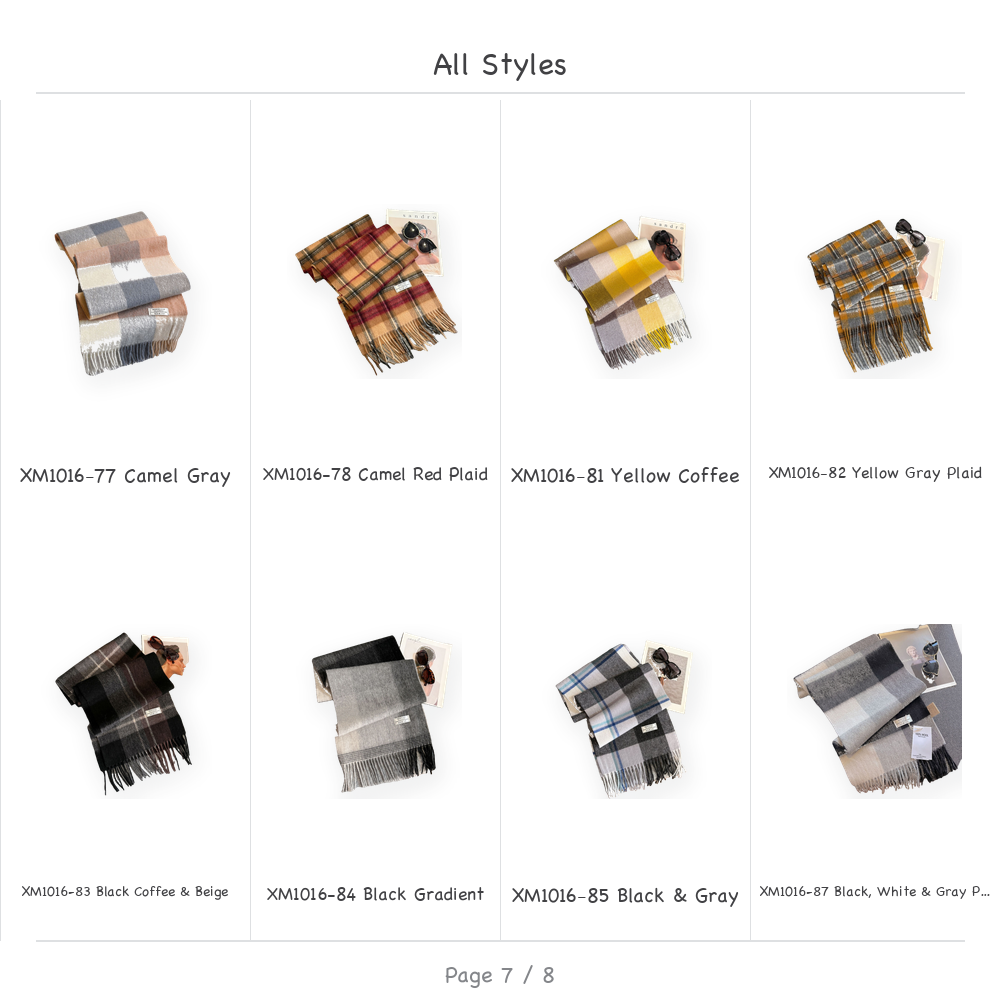 All Styles
sandro
sandro
XM1016-77 Camel Gray
XM1016-78 Camel Red Plaid
XM1016-81 Yellow Coffee
XM1016-82 Yellow Gray Plaid
XM1016-83 Black Coffee & Beige
XM1016-84 Black Gradient
XM1016-85 Black & Gray
XM1016-87 Black, White & Gray P...
Page 7 / 8